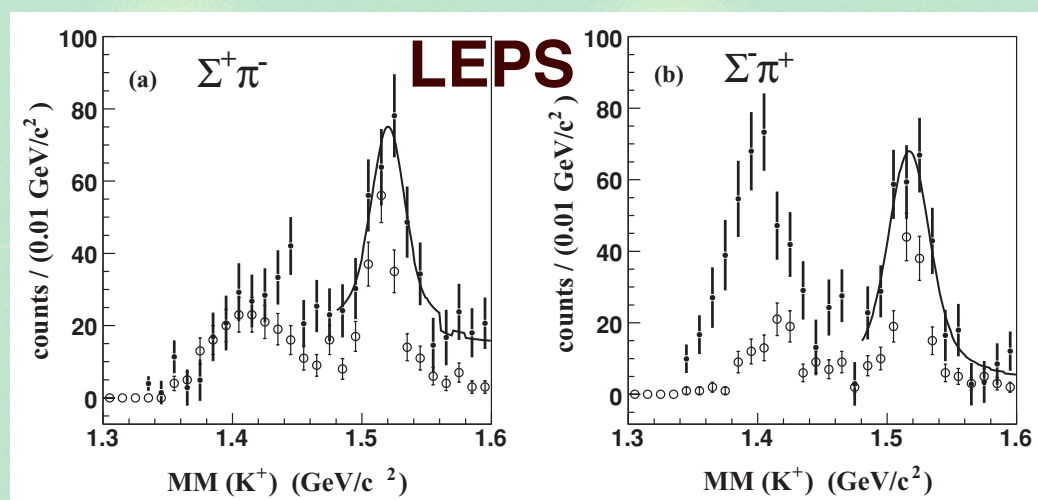 LEPS
(a) Σ⁺π⁻
counts / (0.01 GeV/c²)
100
80
60
40
20
0
1.3 1.4 1.5 1.6
MM (K⁺) (GeV/c ²)
(b) Σ⁻π⁺
counts / (0.01 GeV/c²)
100
80
60
40
20
0
1.3 1.4 1.5 1.6
MM (K⁺) (GeV/c²)